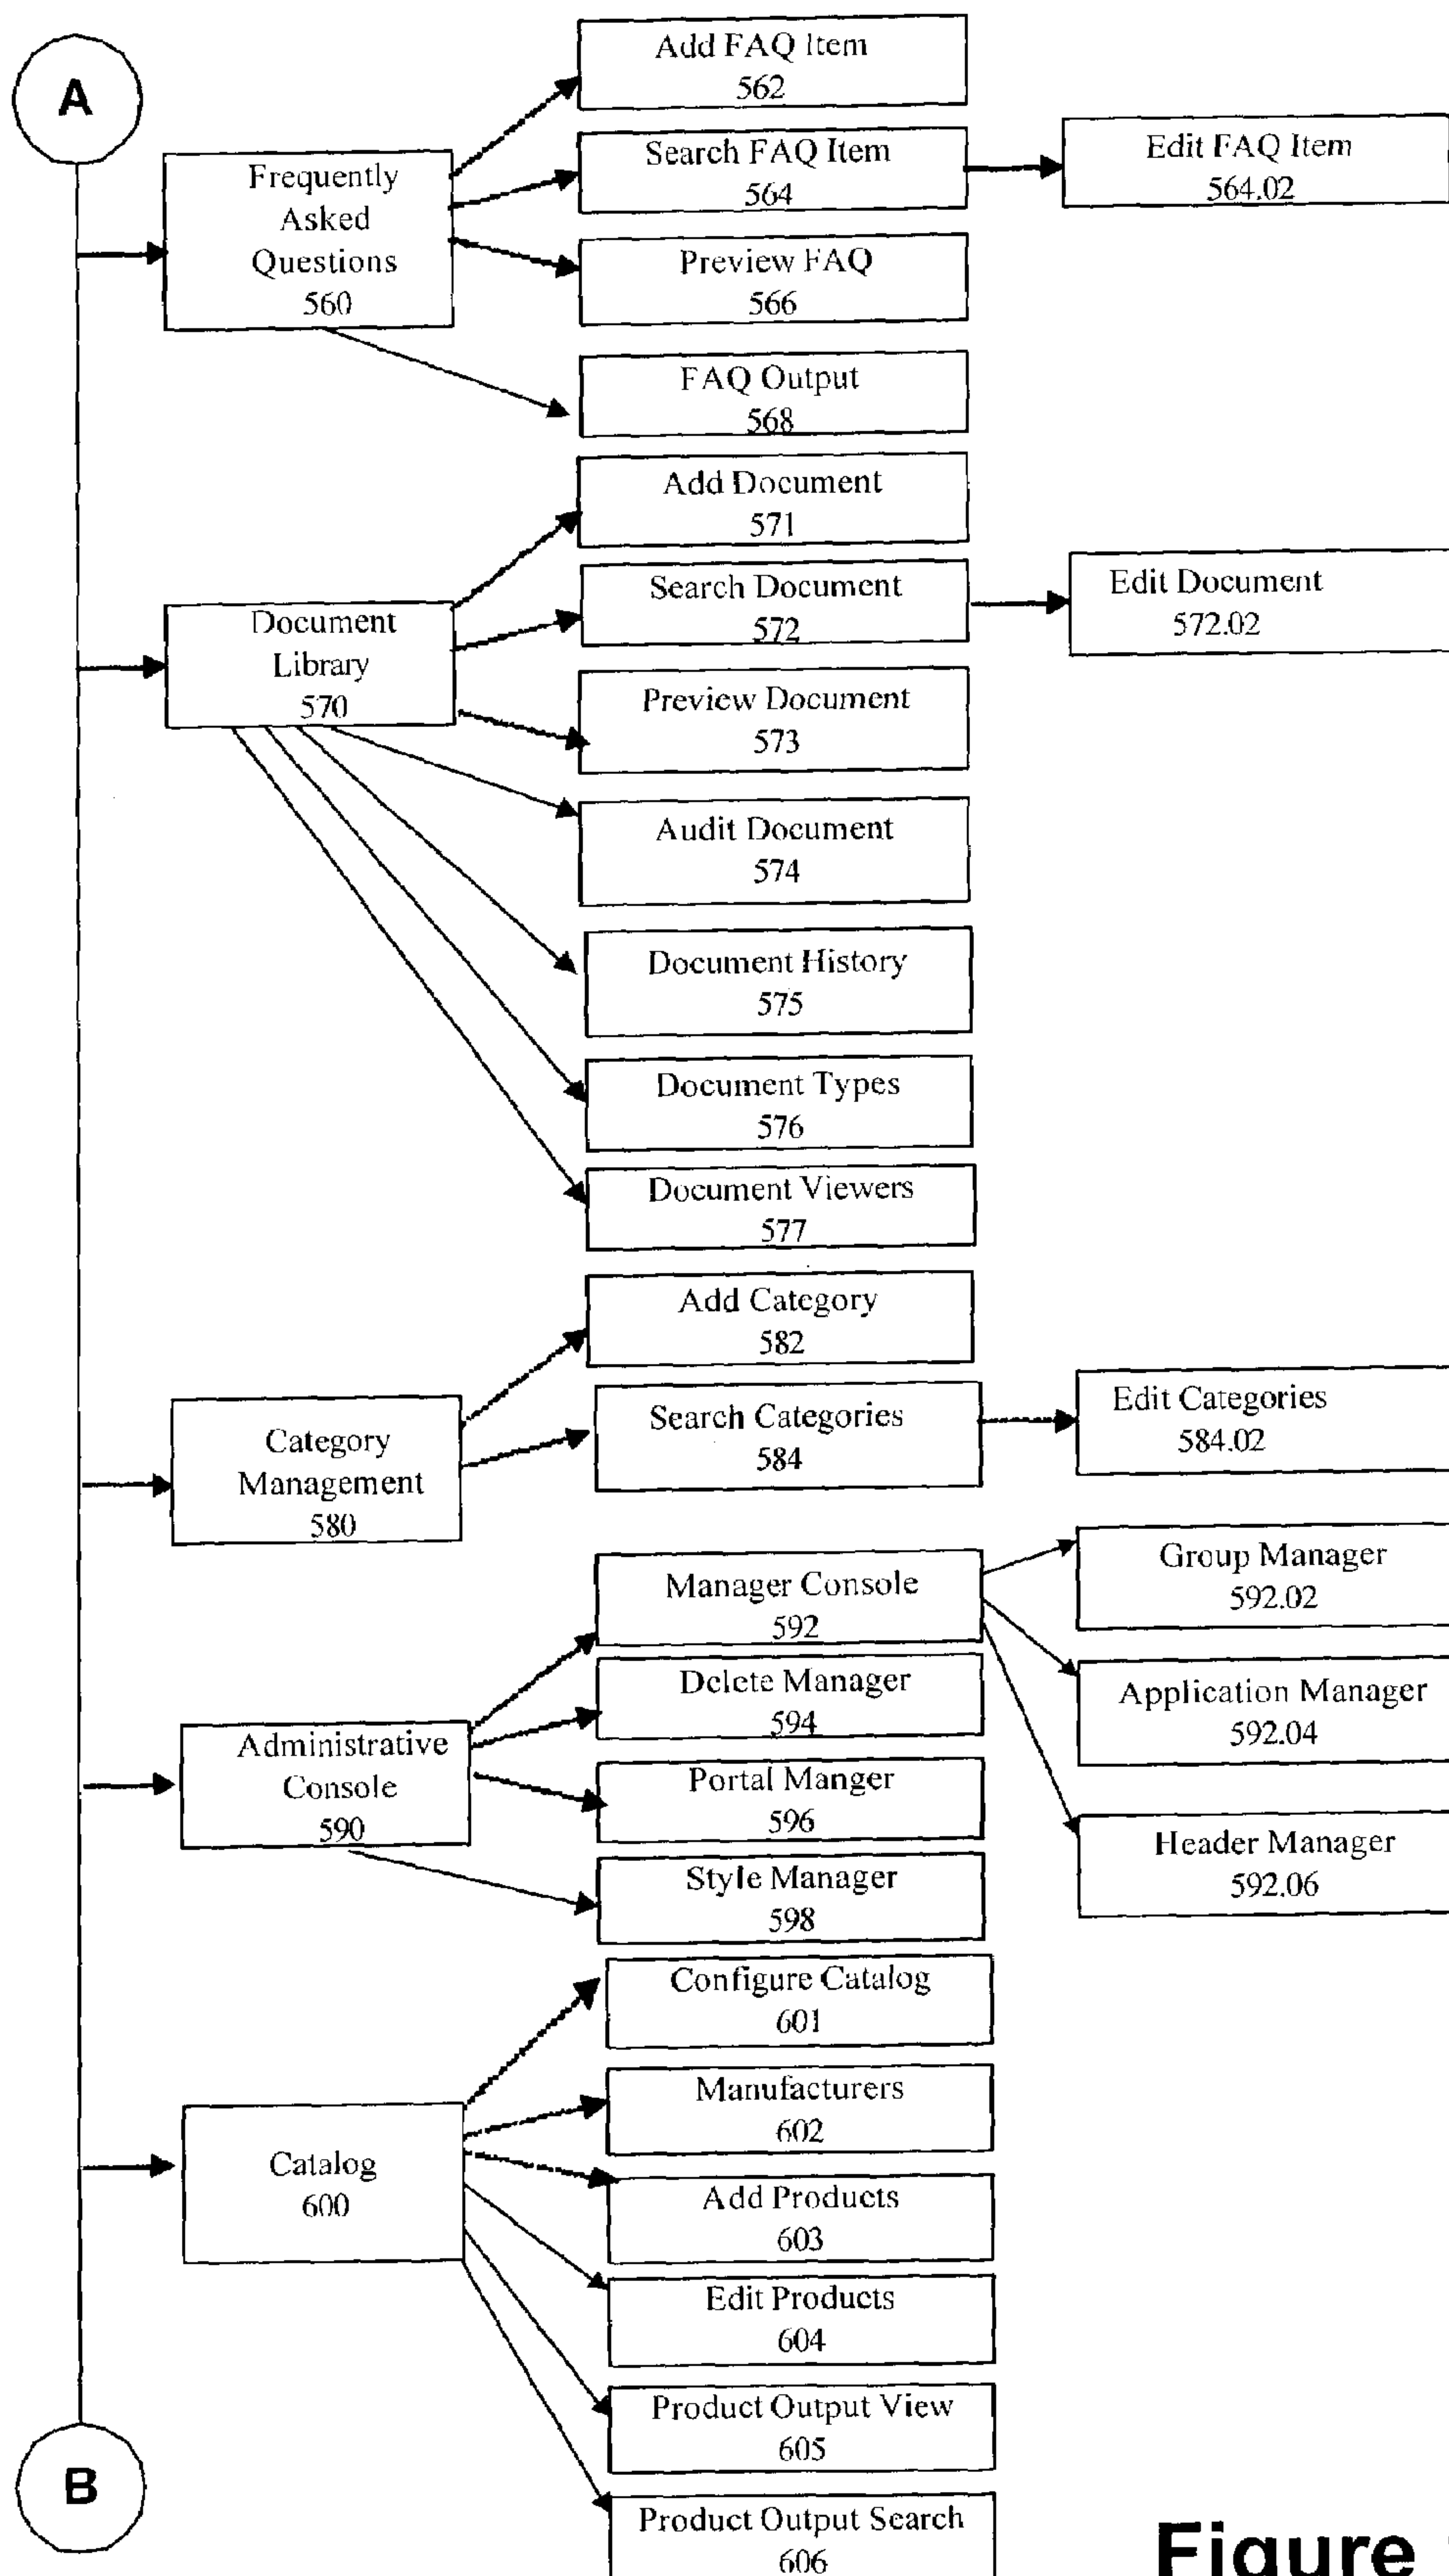 A
Add FAQ Item
562
Search FAQ Item
564
Edit FAQ Item
564.02
Frequently
Asked
Questions
560
Preview FAQ
566
FAQ Output
568
Add Document
571
Search Document
572
Edit Document
572.02
Document
Library
570
Preview Document
573
Audit Document
574
Document History
575
Document Types
576
Document Viewers
577
Add Category
582
Search Categories
584
Edit Categories
584.02
Category
Management
580
Manager Console
592
Group Manager
592.02
Delete Manager
594
Application Manager
592.04
Administrative
Console
590
Portal Manger
596
Header Manager
592.06
Style Manager
598
Configure Catalog
601
Manufacturers
602
Catalog
600
Add Products
603
Edit Products
604
Product Output View
605
B
Product Output Search
606
Figure